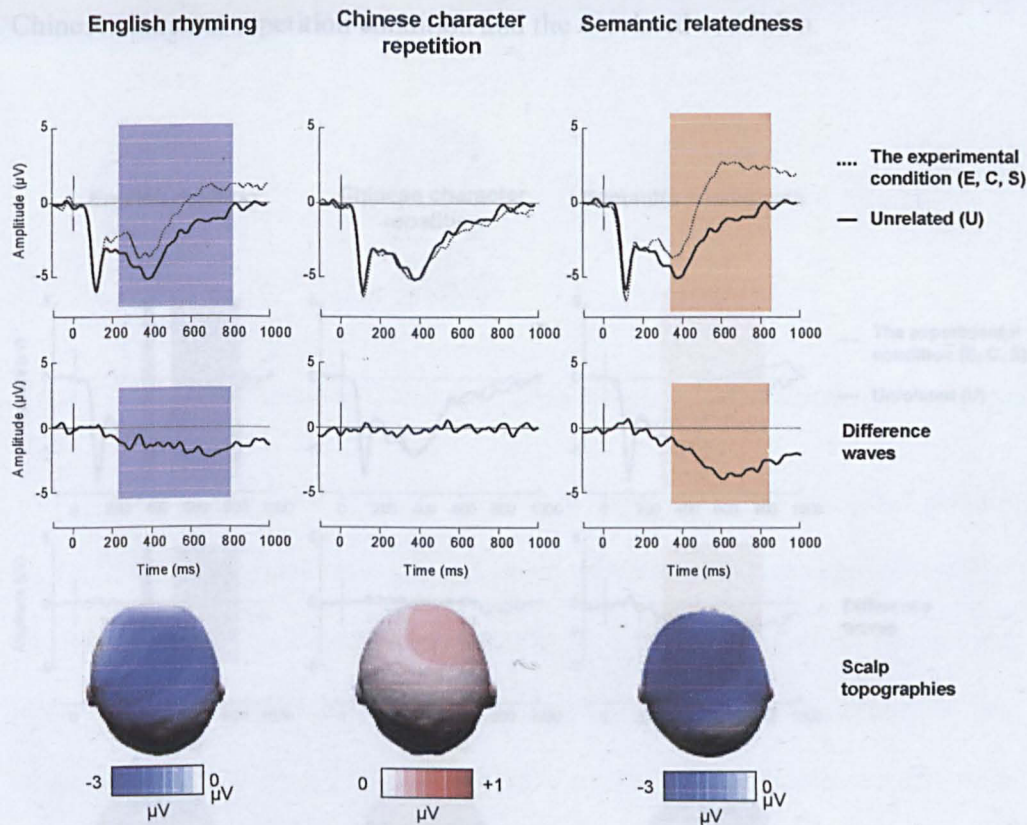 English rhyming
Chinese character
repetition
Semantic relatedness
Amplitude (µV)
5
0
-5
5
0
-5
5
0
-5
.... The experimental
condition (E, C, S)
Unrelated (U)
0 200 400 600 800 1000
0 200 400 600 800 1000
0 200 400 600 800 1000
Amplitude (µV)
5
0
-5
5
0
-5
5
0
-5
Difference
waves
0 200 400 600 800 1000
0 200 400 600 800 1000
0 200 400 600 800 1000
Time (ms)
Time (ms)
Time (ms)
Scalp
topographies
-3 0
µV
µV
0 +1
µV
-3 0
µV
µV